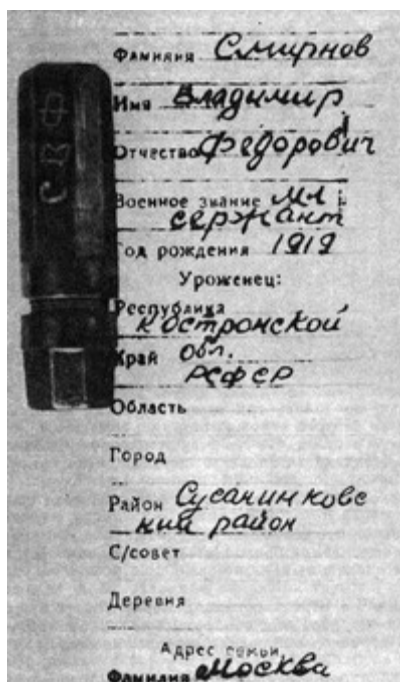 СВФ
Фамилия Смирнов
Имя Владимир
Отчество Федорович
Военное звание мл
сержант
Год рождения 1919
Уроженец:
Республика
Костромской
Край обл.
РСФСР
Область
Город
Район Сусанинковс
кий район
С/совет
Деревня
Адрес семьи
Фамилия Москва